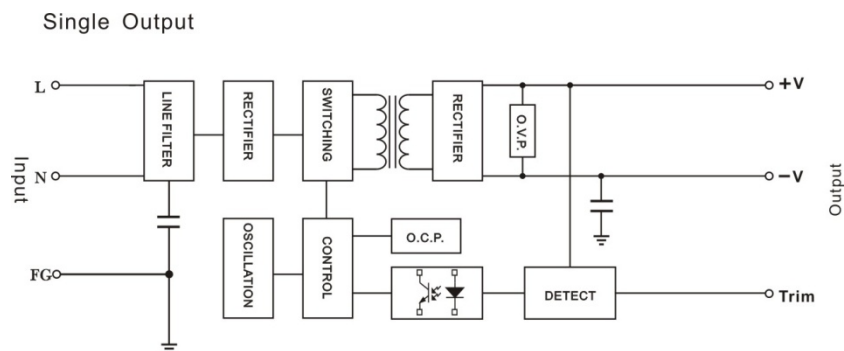 Single Output
L
LINE FILTER
RECTIFIER
SWITCHING
RECTIFIER
O.V.P.
+V
Input
N
-V
Output
OSCILLATION
CONTROL
O.C.P.
FG
DETECT
Trim